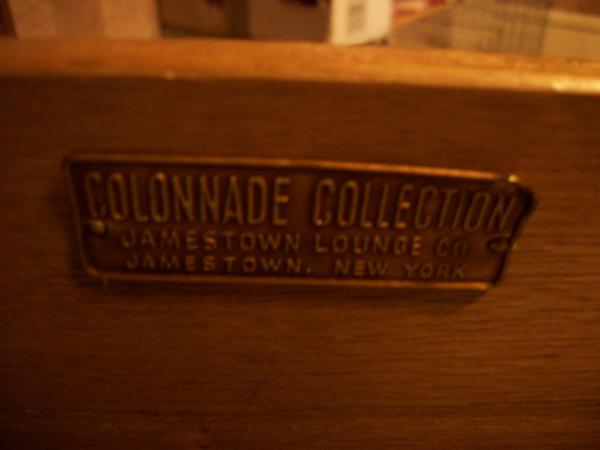 COLONNADE COLLECTION
JAMESTOWN LOUNGE CO
JAMESTOWN, NEW YORK